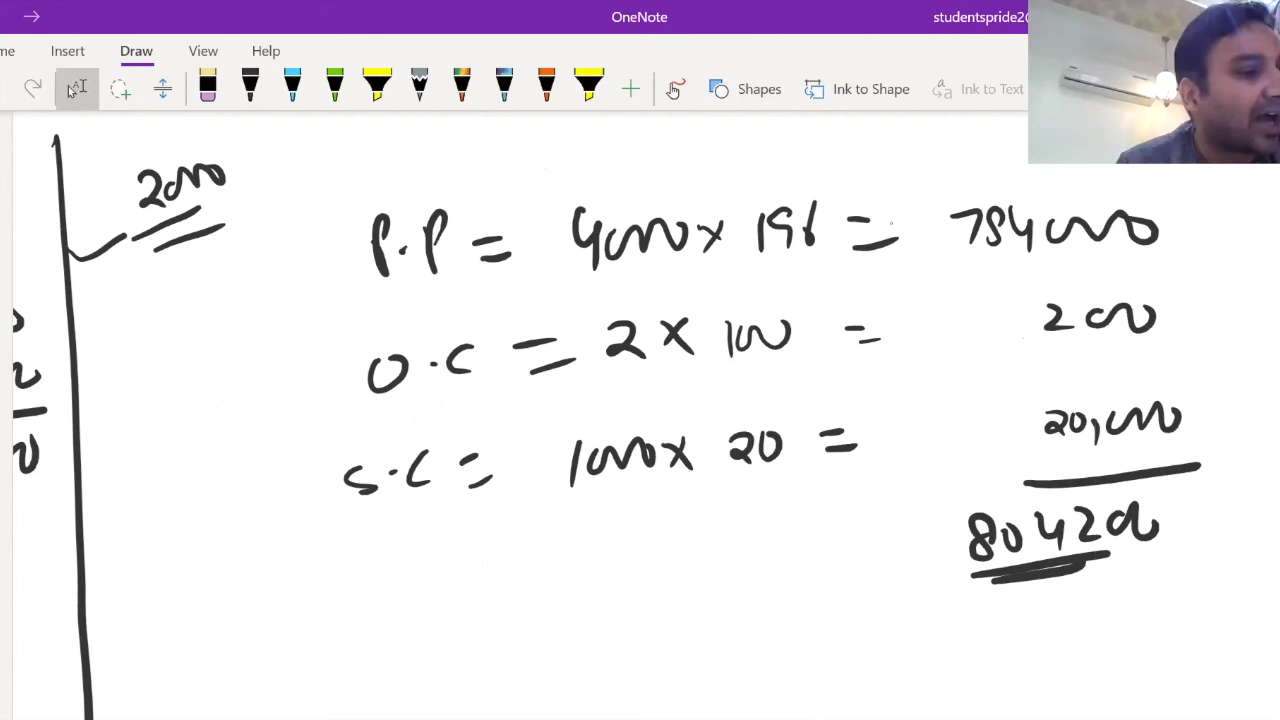 OneNote
studentspride2@
me Insert Draw View Help
Shapes Ink to Shape Ink to Text
2000
P.P = 4000 x 196 = 784000
O.C = 2 x 100 = 200
S.C = 1000 x 20 = 20,000
804200